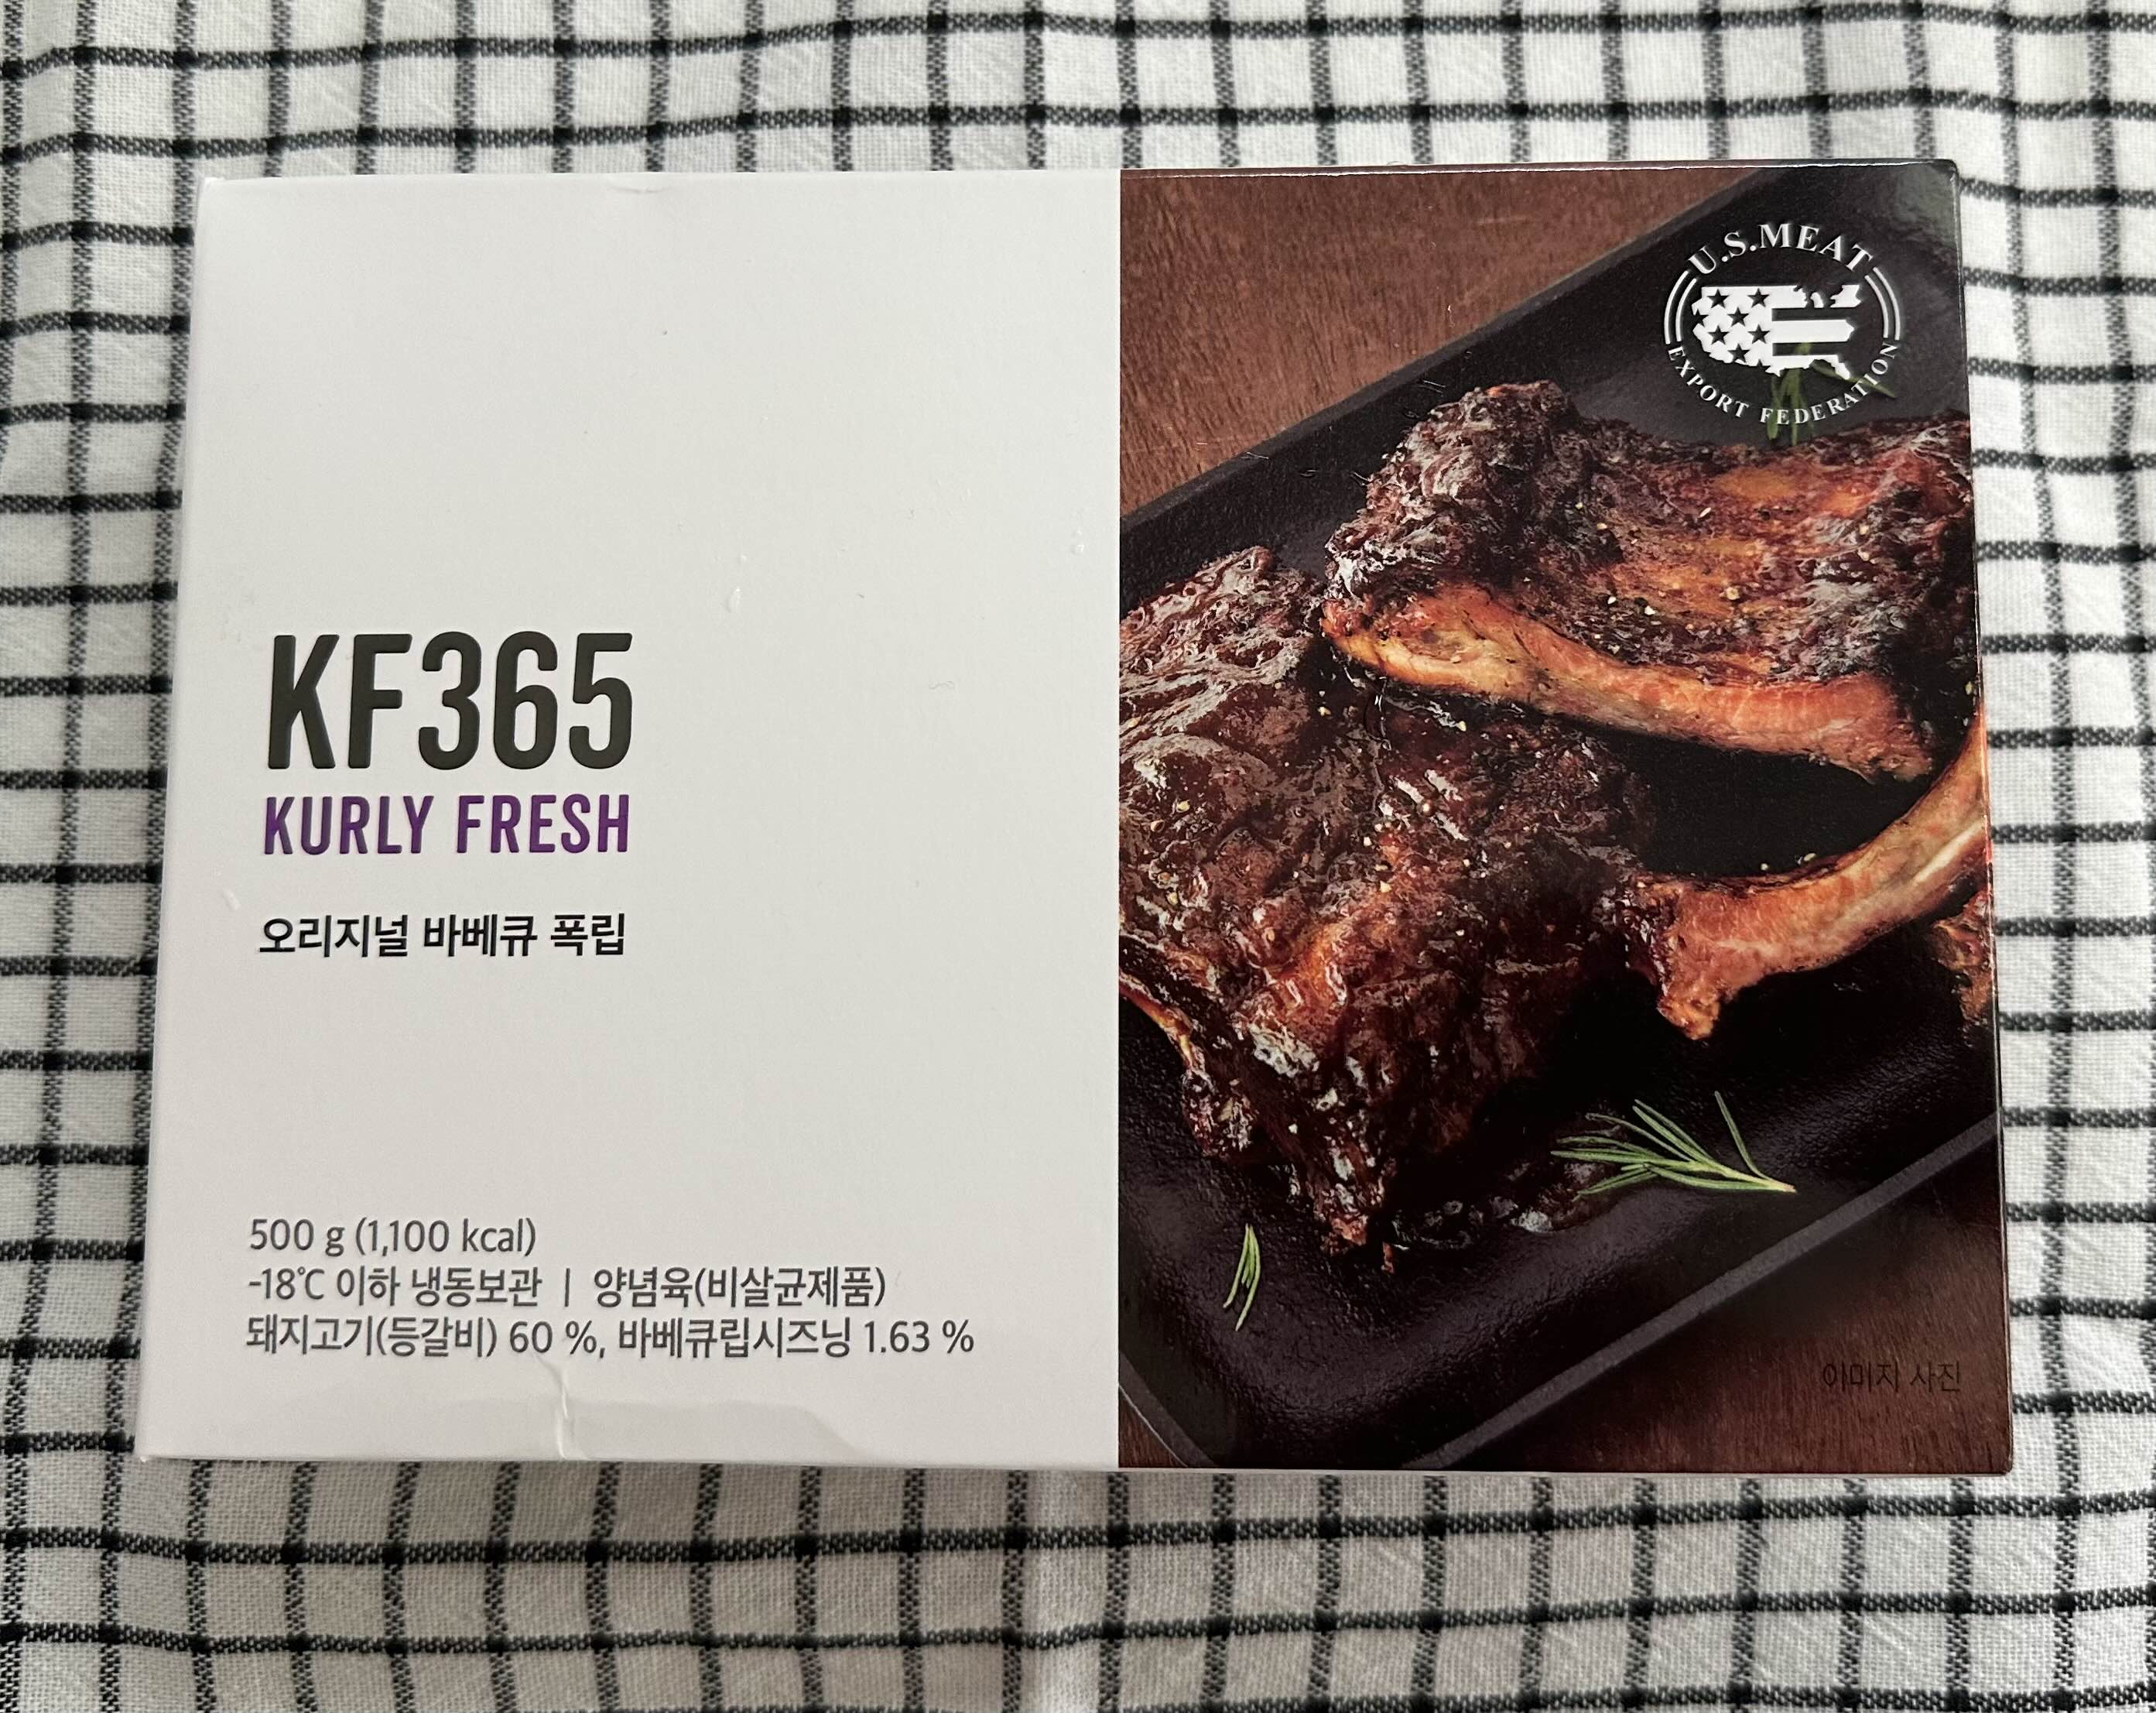 KF365
KURLY FRESH
오리지널 바베큐 폭립
500 g (1,100 kcal)
-18℃ 이하 냉동보관 | 양념육(비살균제품)
돼지고기(등갈비) 60 %, 바베큐립시즈닝 1.63 %
U.S.MEAT
EXPORT FEDERATION
이미지 사진